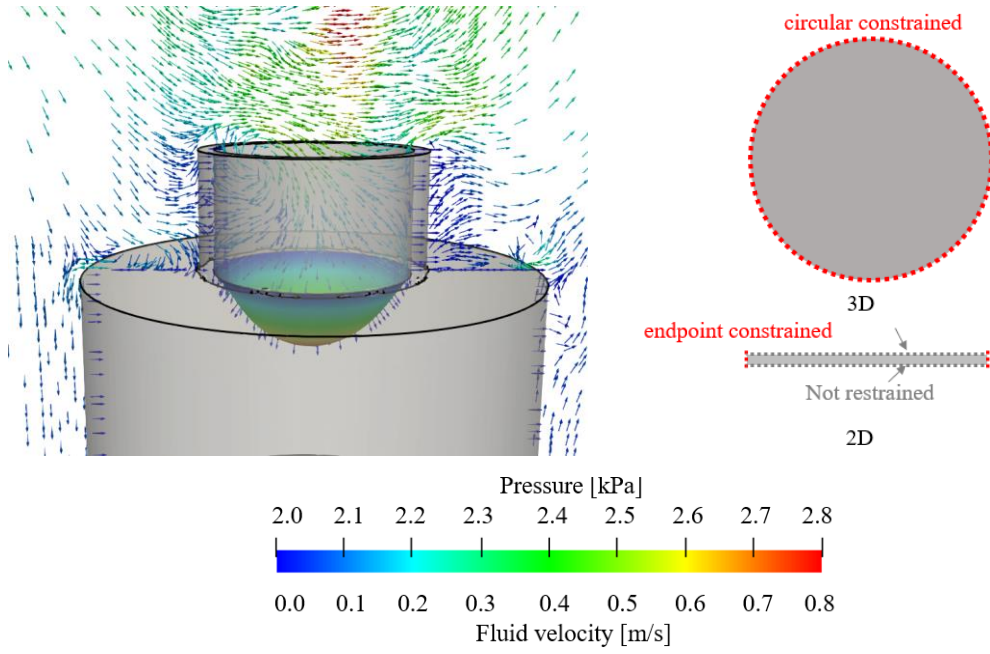 circular constrained
3D
endpoint constrained
Not restrained
2D
Pressure [kPa]
2.0 2.1 2.2 2.3 2.4 2.5 2.6 2.7 2.8
0.0 0.1 0.2 0.3 0.4 0.5 0.6 0.7 0.8
Fluid velocity [m/s]